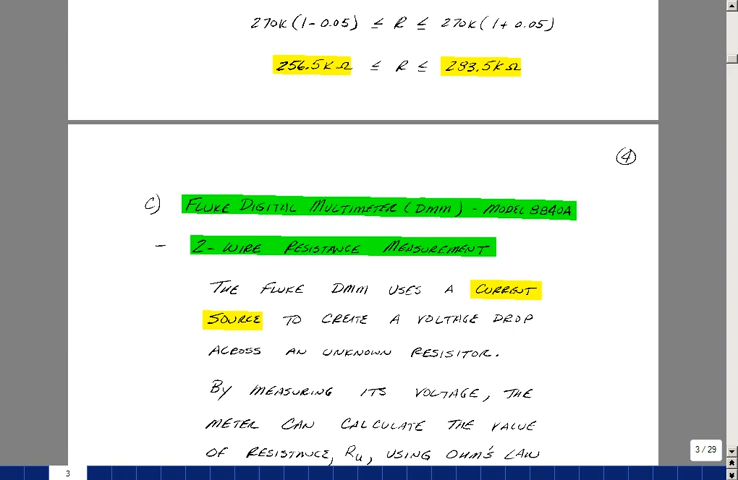 270K(1-0.05) ≤ R ≤ 270K(1+0.05)
256.5KΩ ≤ R ≤ 283.5KΩ
④
C) FLUKE DIGITAL MULTIMETER (DMM) - MODEL 8840A
- 2-WIRE RESISTANCE MEASUREMENT
THE FLUKE DMM USES A CURRENT
SOURCE TO CREATE A VOLTAGE DROP
ACROSS AN UNKNOWN RESISITOR.
BY MEASURING ITS VOLTAGE, THE
METER CAN CALCULATE THE VALUE
OF RESISTANCE, Ru, USING OHM'S LAW
3 / 29
3